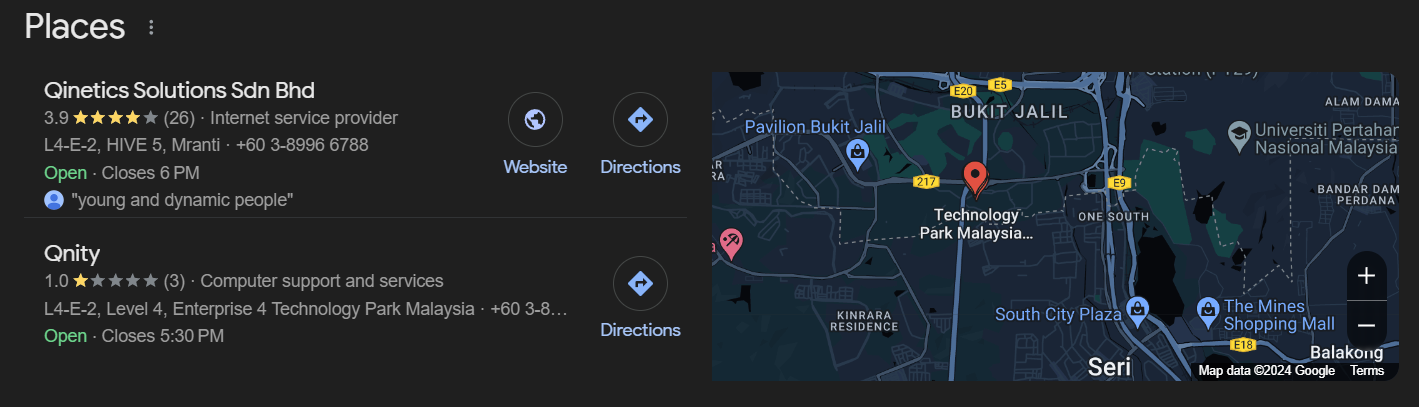 Places
Qinetics Solutions Sdn Bhd
3.9 (26) · Internet service provider
L4-E-2, HIVE 5, Mranti · +60 3-8996 6788
Open · Closes 6 PM
"young and dynamic people"
Website
Directions
Qnity
1.0 (3) · Computer support and services
L4-E-2, Level 4, Enterprise 4 Technology Park Malaysia · +60 3-8...
Open · Closes 5:30 PM
Directions
E20
E5
BUKIT JALIL
ALAM DAMA
Pavilion Bukit Jalil
Universiti Pertahan
Nasional Malaysia
217
E9
BANDAR DAM
PERDANA
Technology
Park Malaysia...
ONE SOUTH
KINRARA
RESIDENCE
South City Plaza
The Mines
Shopping Mall
E18
Balakong
Seri
Map data ©2024 Google
Terms